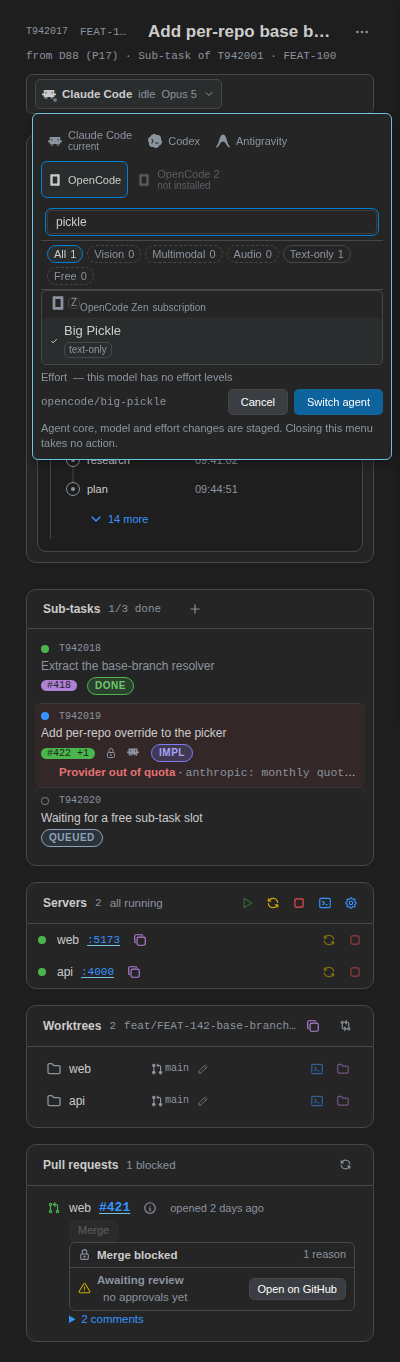 T942017 FEAT-1… Add per-repo base b… ···
from D88 (P17) · Sub-task of T942001 · FEAT-100
Claude Code idle Opus 5
Claude Code
current
Codex
Antigravity
OpenCode
OpenCode 2
not installed
pickle
All 1 Vision 0 Multimodal 0 Audio 0 Text-only 1
Free 0
Z OpenCode Zen subscription
Big Pickle
text-only
Effort — this model has no effort levels
opencode/big-pickle Cancel Switch agent
Agent core, model and effort changes are staged. Closing this menu
takes no action.
research 09:41:02
plan 09:44:51
14 more
Sub-tasks 1/3 done
T942018
Extract the base-branch resolver
#418 DONE
T942019
Add per-repo override to the picker
#422 +1 IMPL
Provider out of quota · anthropic: monthly quot…
T942020
Waiting for a free sub-task slot
QUEUED
Servers 2 all running
web :5173
api :4000
Worktrees 2 feat/FEAT-142-base-branch…
web main
api main
Pull requests 1 blocked
web #421 opened 2 days ago
Merge
Merge blocked 1 reason
Awaiting review
no approvals yet
Open on GitHub
2 comments